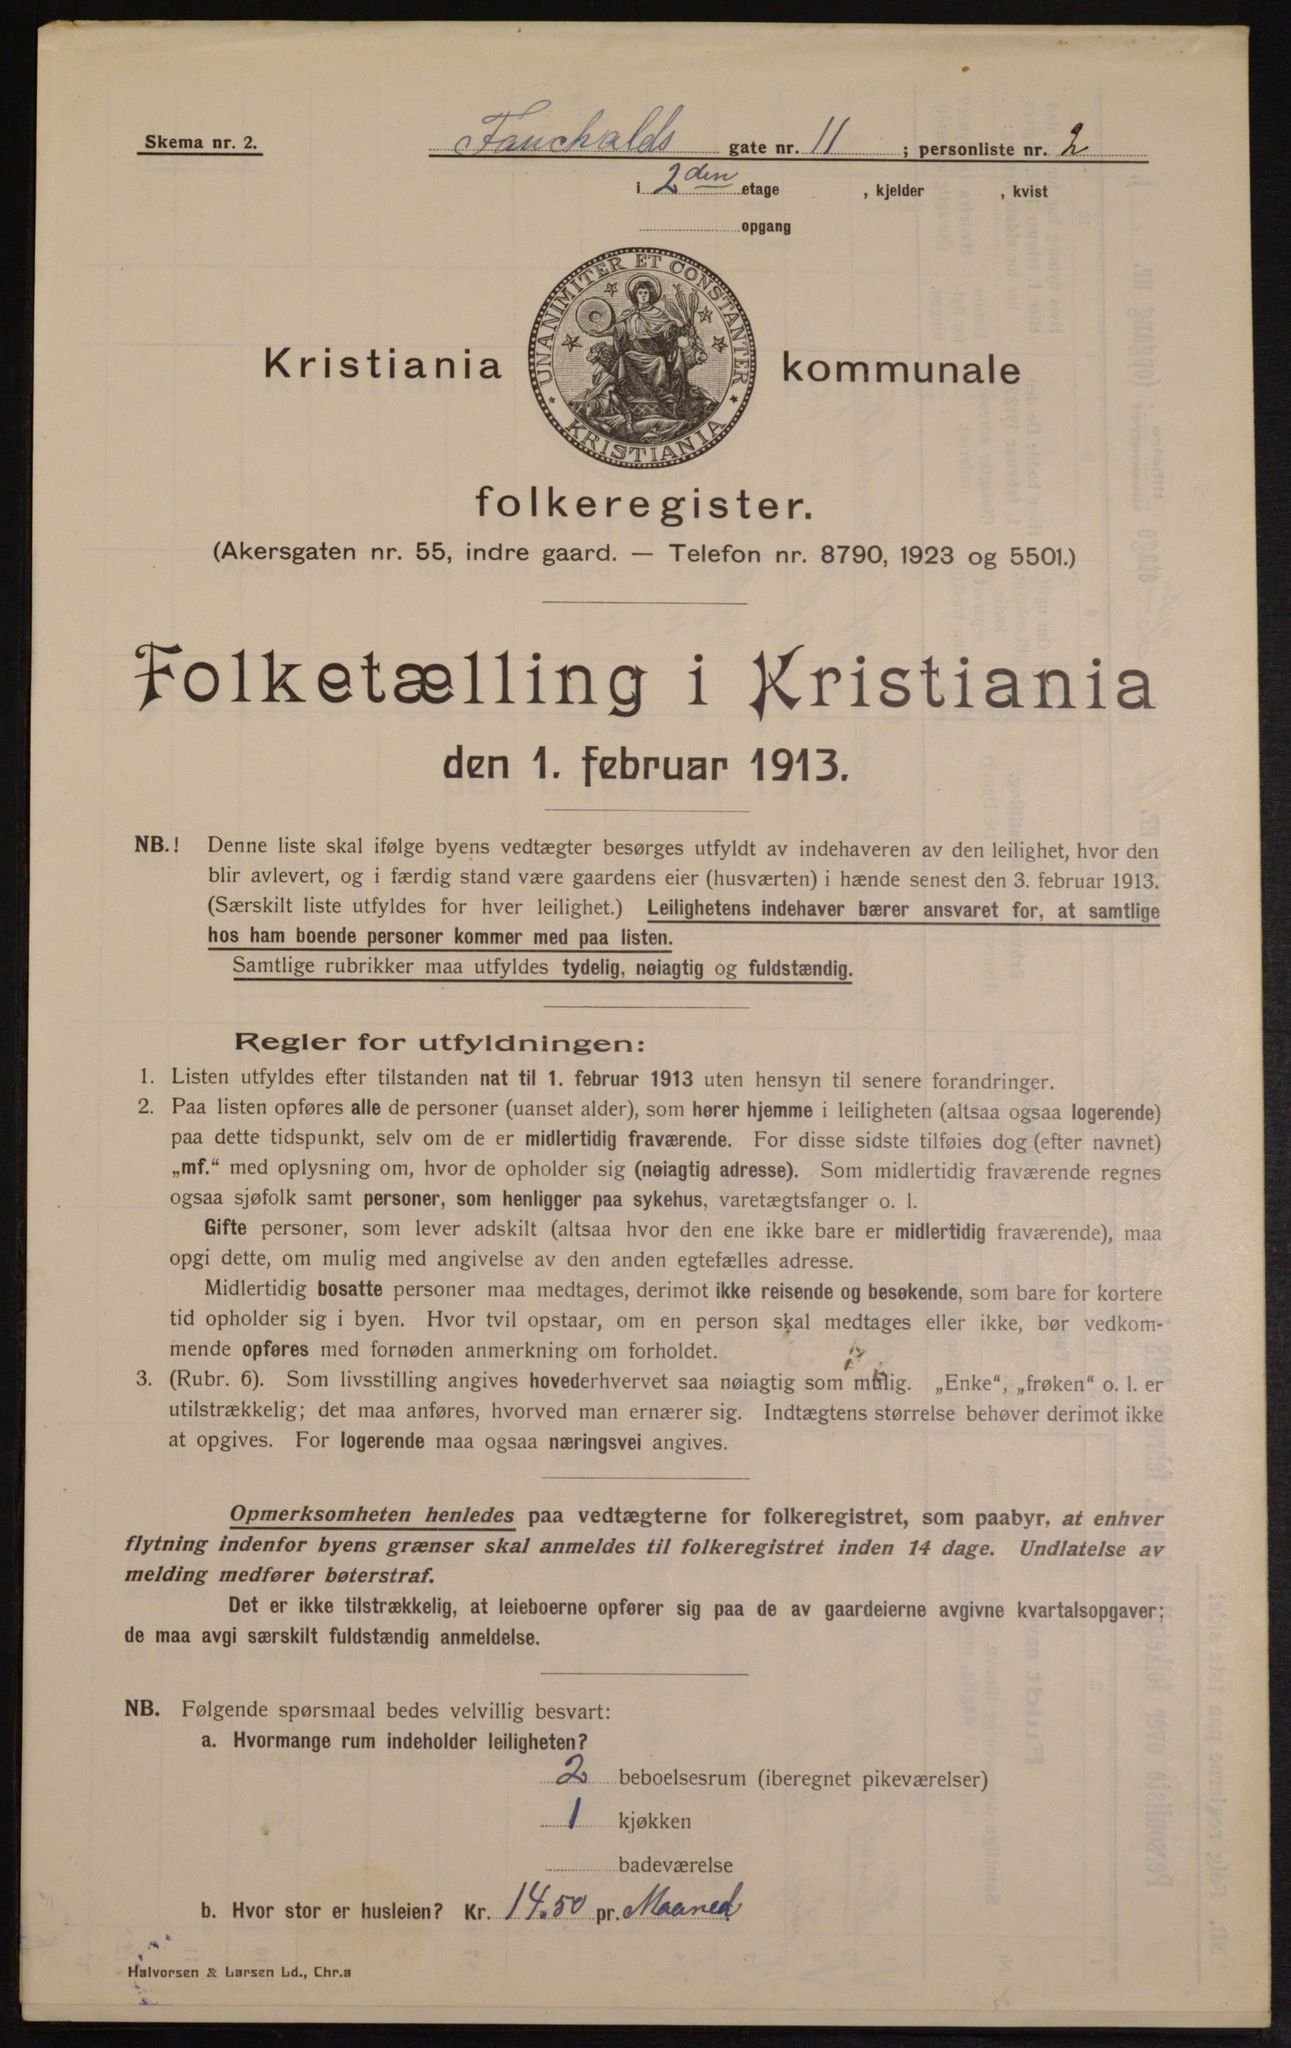 Skema nr. 2.
Fauchalds gate nr. 11 ; personliste nr. 2
i 2den etage , kjelder , kvist
opgang
UNANIMITER ET CONSTANTER
KRISTIANIA
Kristiania kommunale
folkeregister.
(Akersgaten nr. 55, indre gaard. — Telefon nr. 8790, 1923 og 5501.)
Folketælling i Kristiania
den 1. februar 1913.
NB.! Denne liste skal ifølge byens vedtægter besørges utfyldt av indehaveren av den leilighet, hvor den
blir avlevert, og i færdig stand være gaardens eier (husværten) i hænde senest den 3. februar 1913.
(Særskilt liste utfyldes for hver leilighet.) Leilighetens indehaver bærer ansvaret for, at samtlige
hos ham boende personer kommer med paa listen.
Samtlige rubrikker maa utfyldes tydelig, nøiagtig og fuldstændig.
Regler for utfyldningen:
1. Listen utfyldes efter tilstanden nat til 1. februar 1913 uten hensyn til senere forandringer.
2. Paa listen opføres alle de personer (uanset alder), som hører hjemme i leiligheten (altsaa ogsaa logerende)
paa dette tidspunkt, selv om de er midlertidig fraværende. For disse sidste tilføies dog (efter navnet)
„mf.“ med oplysning om, hvor de opholder sig (nøiagtig adresse). Som midlertidig fraværende regnes
ogsaa sjøfolk samt personer, som henligger paa sykehus, varetægtsfanger o. l.
Gifte personer, som lever adskilt (altsaa hvor den ene ikke bare er midlertidig fraværende), maa
opgi dette, om mulig med angivelse av den anden egtefælles adresse.
Midlertidig bosatte personer maa medtages, derimot ikke reisende og besøkende, som bare for kortere
tid opholder sig i byen. Hvor tvil opstaar, om en person skal medtages eller ikke, bør vedkom-
mende opføres med fornøden anmerkning om forholdet.
3. (Rubr. 6). Som livsstilling angives hovederhvervet saa nøiagtig som mulig. „Enke“, „frøken“ o. l. er
utilstrækkelig; det maa anføres, hvorved man ernærer sig. Indtægtens størrelse behøver derimot ikke
at opgives. For logerende maa ogsaa næringsvei angives.
Opmerksomheten henledes paa vedtægterne for folkeregistret, som paabyr, at enhver
flytning indenfor byens grænser skal anmeldes til folkeregistret inden 14 dage. Undlatelse av
melding medfører bøterstraf.
Det er ikke tilstrækkelig, at leieboerne opfører sig paa de av gaardeierne avgivne kvartalsopgaver;
de maa avgi særskilt fuldstændig anmeldelse.
NB. Følgende spørsmaal bedes velvillig besvart:
a. Hvormange rum indeholder leiligheten?
2 beboelsesrum (iberegnet pikeværelser)
1 kjøkken
badeværelse
b. Hvor stor er husleien? Kr. 14.50 pr. Maaned
Halvorsen & Larsen Ld., Chr.a